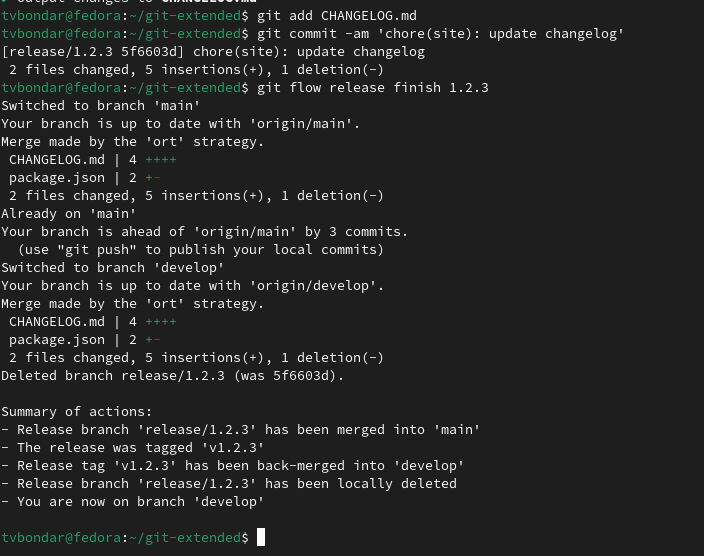 tvbondar@fedora:~/git-extended$ git add CHANGELOG.md
tvbondar@fedora:~/git-extended$ git commit -am 'chore(site): update changelog'
[release/1.2.3 5f6603d] chore(site): update changelog
 2 files changed, 5 insertions(+), 1 deletion(-)
tvbondar@fedora:~/git-extended$ git flow release finish 1.2.3
Switched to branch 'main'
Your branch is up to date with 'origin/main'.
Merge made by the 'ort' strategy.
 CHANGELOG.md | 4 ++++
 package.json | 2 +-
 2 files changed, 5 insertions(+), 1 deletion(-)
Already on 'main'
Your branch is ahead of 'origin/main' by 3 commits.
  (use "git push" to publish your local commits)
Switched to branch 'develop'
Your branch is up to date with 'origin/develop'.
Merge made by the 'ort' strategy.
 CHANGELOG.md | 4 ++++
 package.json | 2 +-
 2 files changed, 5 insertions(+), 1 deletion(-)
Deleted branch release/1.2.3 (was 5f6603d).

Summary of actions:
- Release branch 'release/1.2.3' has been merged into 'main'
- The release was tagged 'v1.2.3'
- Release tag 'v1.2.3' has been back-merged into 'develop'
- Release branch 'release/1.2.3' has been locally deleted
- You are now on branch 'develop'

tvbondar@fedora:~/git-extended$